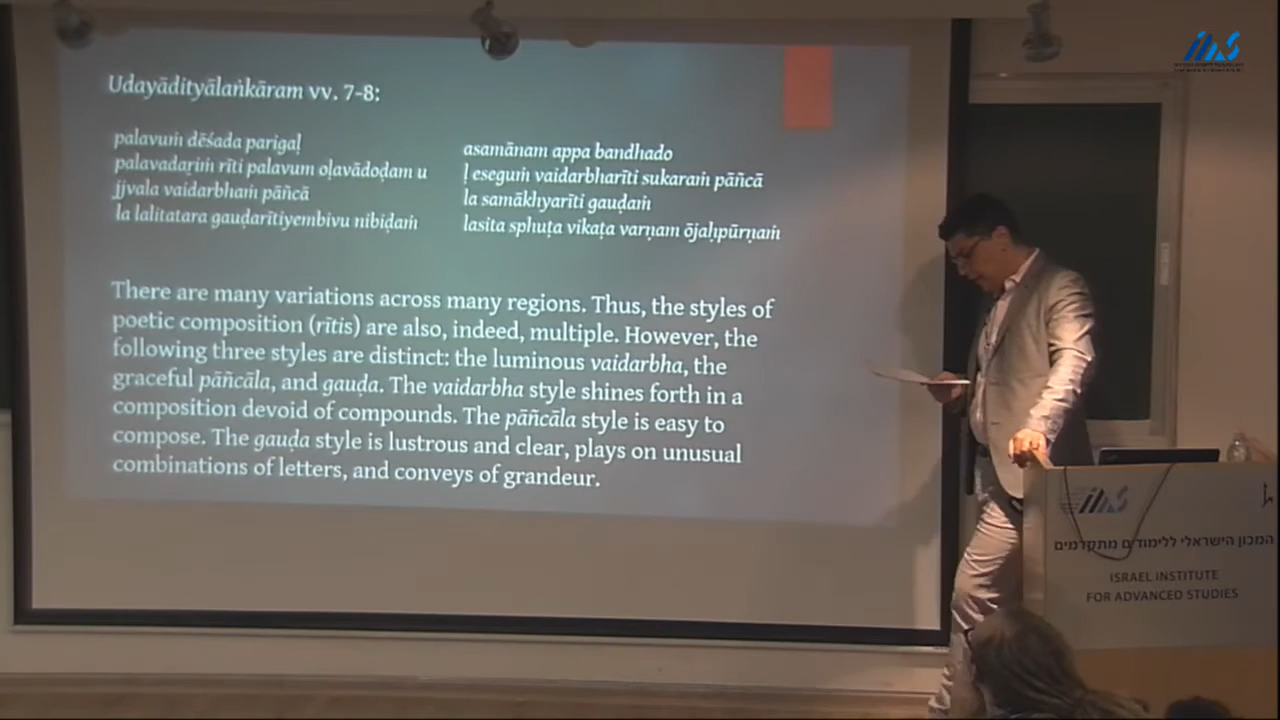 Udayādityālaṅkāram vv. 7-8:
palavuṁ dēśada parigaḷ
palavadaṟiṁ rīti palavum oḷavādoḍam u
jjvala vaidarbhaṁ pāñcā
la lalitatara gauḍarītiyembivu nibiḍaṁ
asamānam appa bandhado
ḷ eseguṁ vaidarbharīti sukaraṁ pāñcā
la samākhyarīti gauḍaṁ
lasita sphuṭa vikaṭa varṇam ōjaḥpūrṇaṁ
There are many variations across many regions. Thus, the styles of
poetic composition (rītis) are also, indeed, multiple. However, the
following three styles are distinct: the luminous vaidarbha, the
graceful pāñcāla, and gauḍa. The vaidarbha style shines forth in a
composition devoid of compounds. The pāñcāla style is easy to
compose. The gauḍa style is lustrous and clear, plays on unusual
combinations of letters, and conveys of grandeur.
המכון הישראלי ללימודים מתקדמים
ISRAEL INSTITUTE
FOR ADVANCED STUDIES